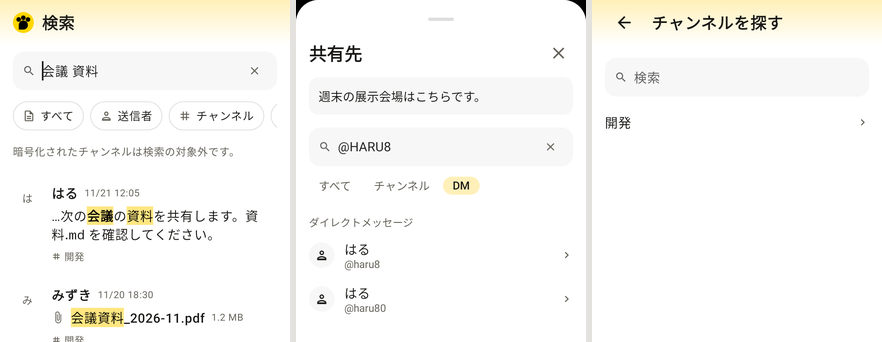 検索
会議 資料
すべて
送信者
# チャンネル
暗号化されたチャンネルは検索の対象外です。
は
はる 11/21 12:05
...次の会議の資料を共有します。資
料.md を確認してください。
# 開発
み
みずき 11/20 18:30
会議資料_2026-11.pdf 1.2 MB
# 開発
共有先
週末の展示会場はこちらです。
@HARU8
すべて
チャンネル
DM
ダイレクトメッセージ
はる
@haru8
はる
@haru80
チャンネルを探す
検索
開発